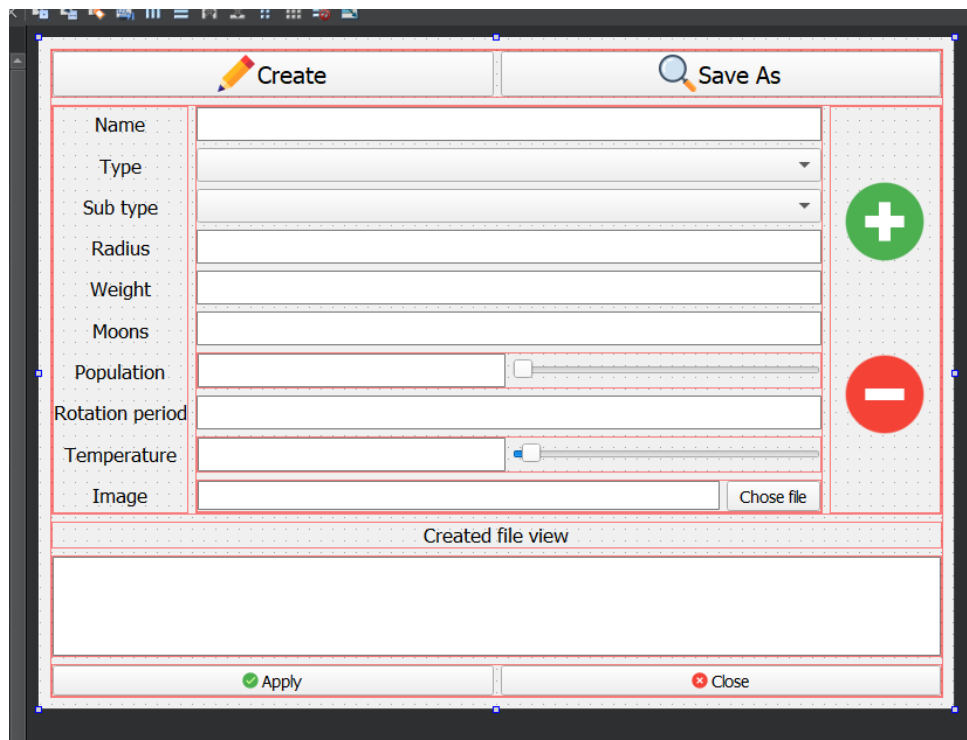 Create
Save As
Name
Type
Sub type
Radius
Weight
Moons
Population
Rotation period
Temperature
Image
Chose file
Created file view
Apply
Close